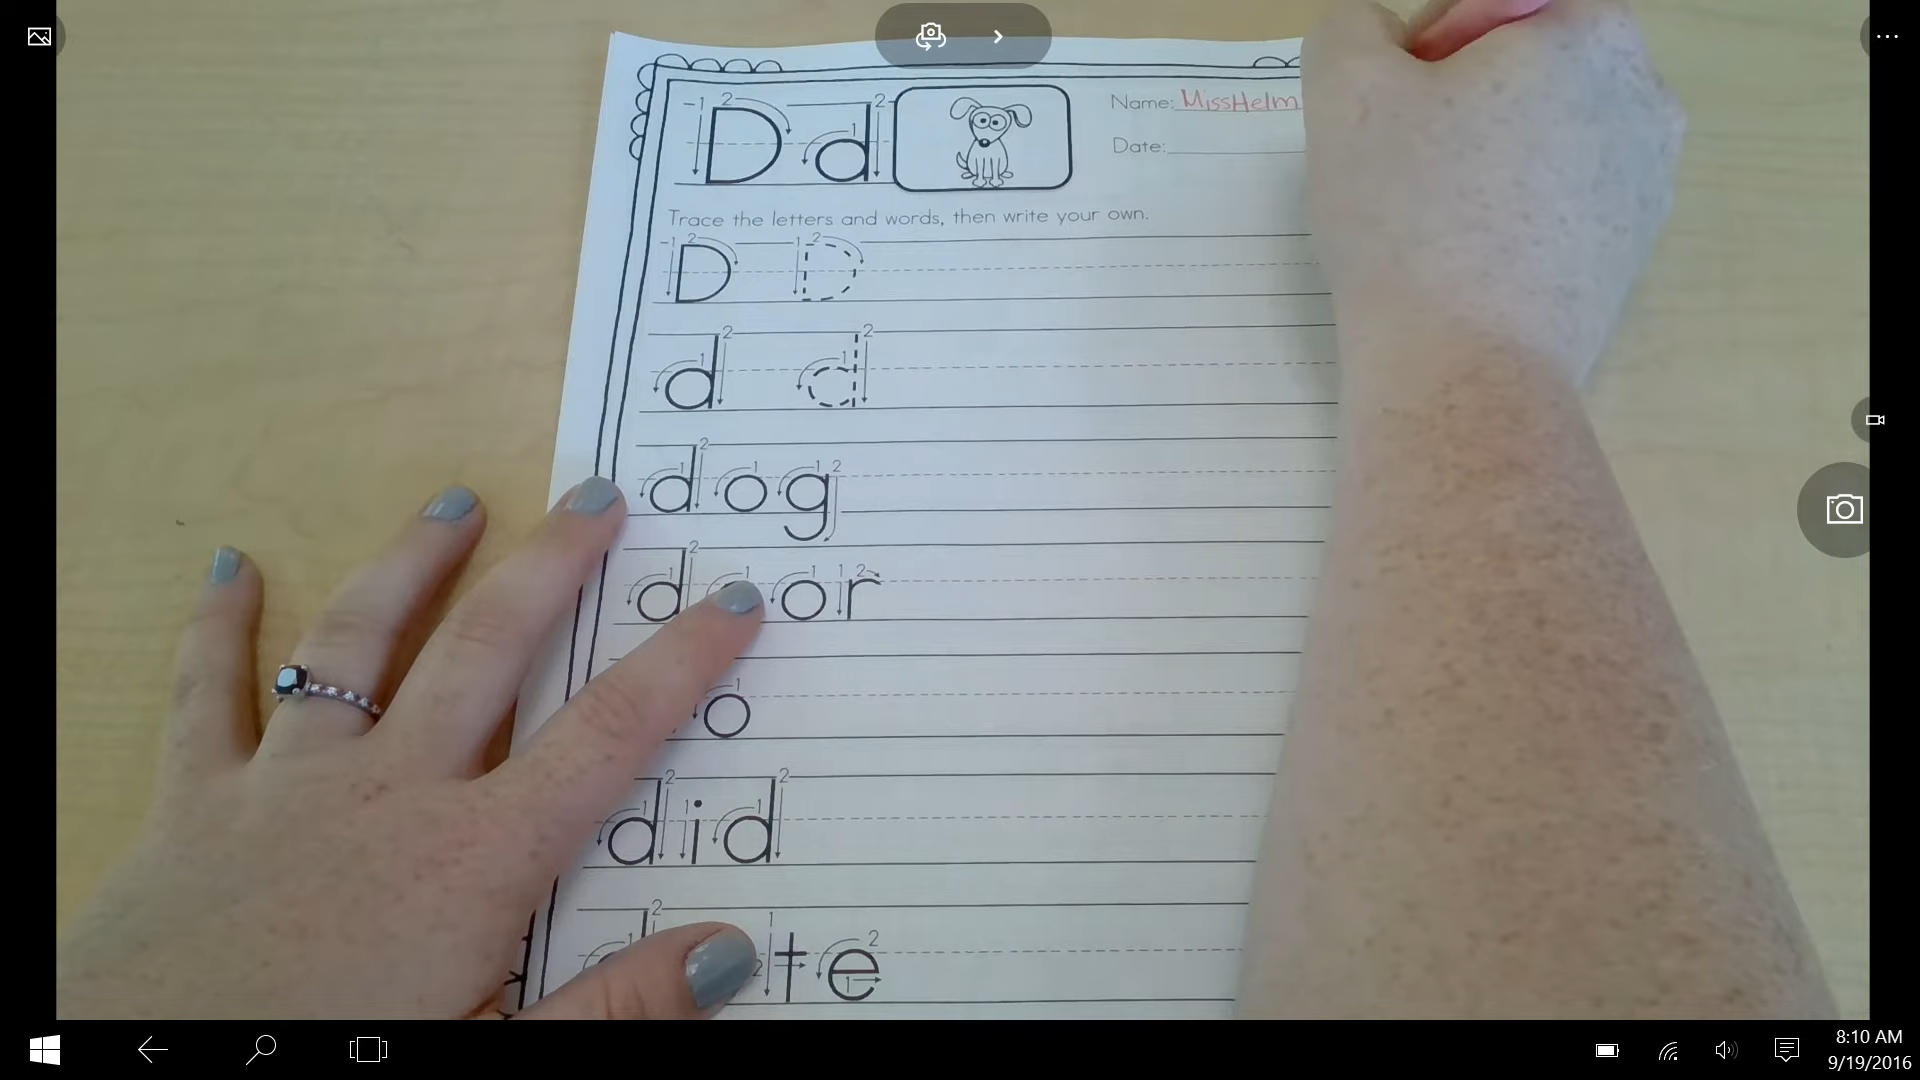 D d
Name: MissHelm
Date:
Trace the letters and words, then write your own.
D D
d d
dog
door
o
did
te
8:10 AM
9/19/2016